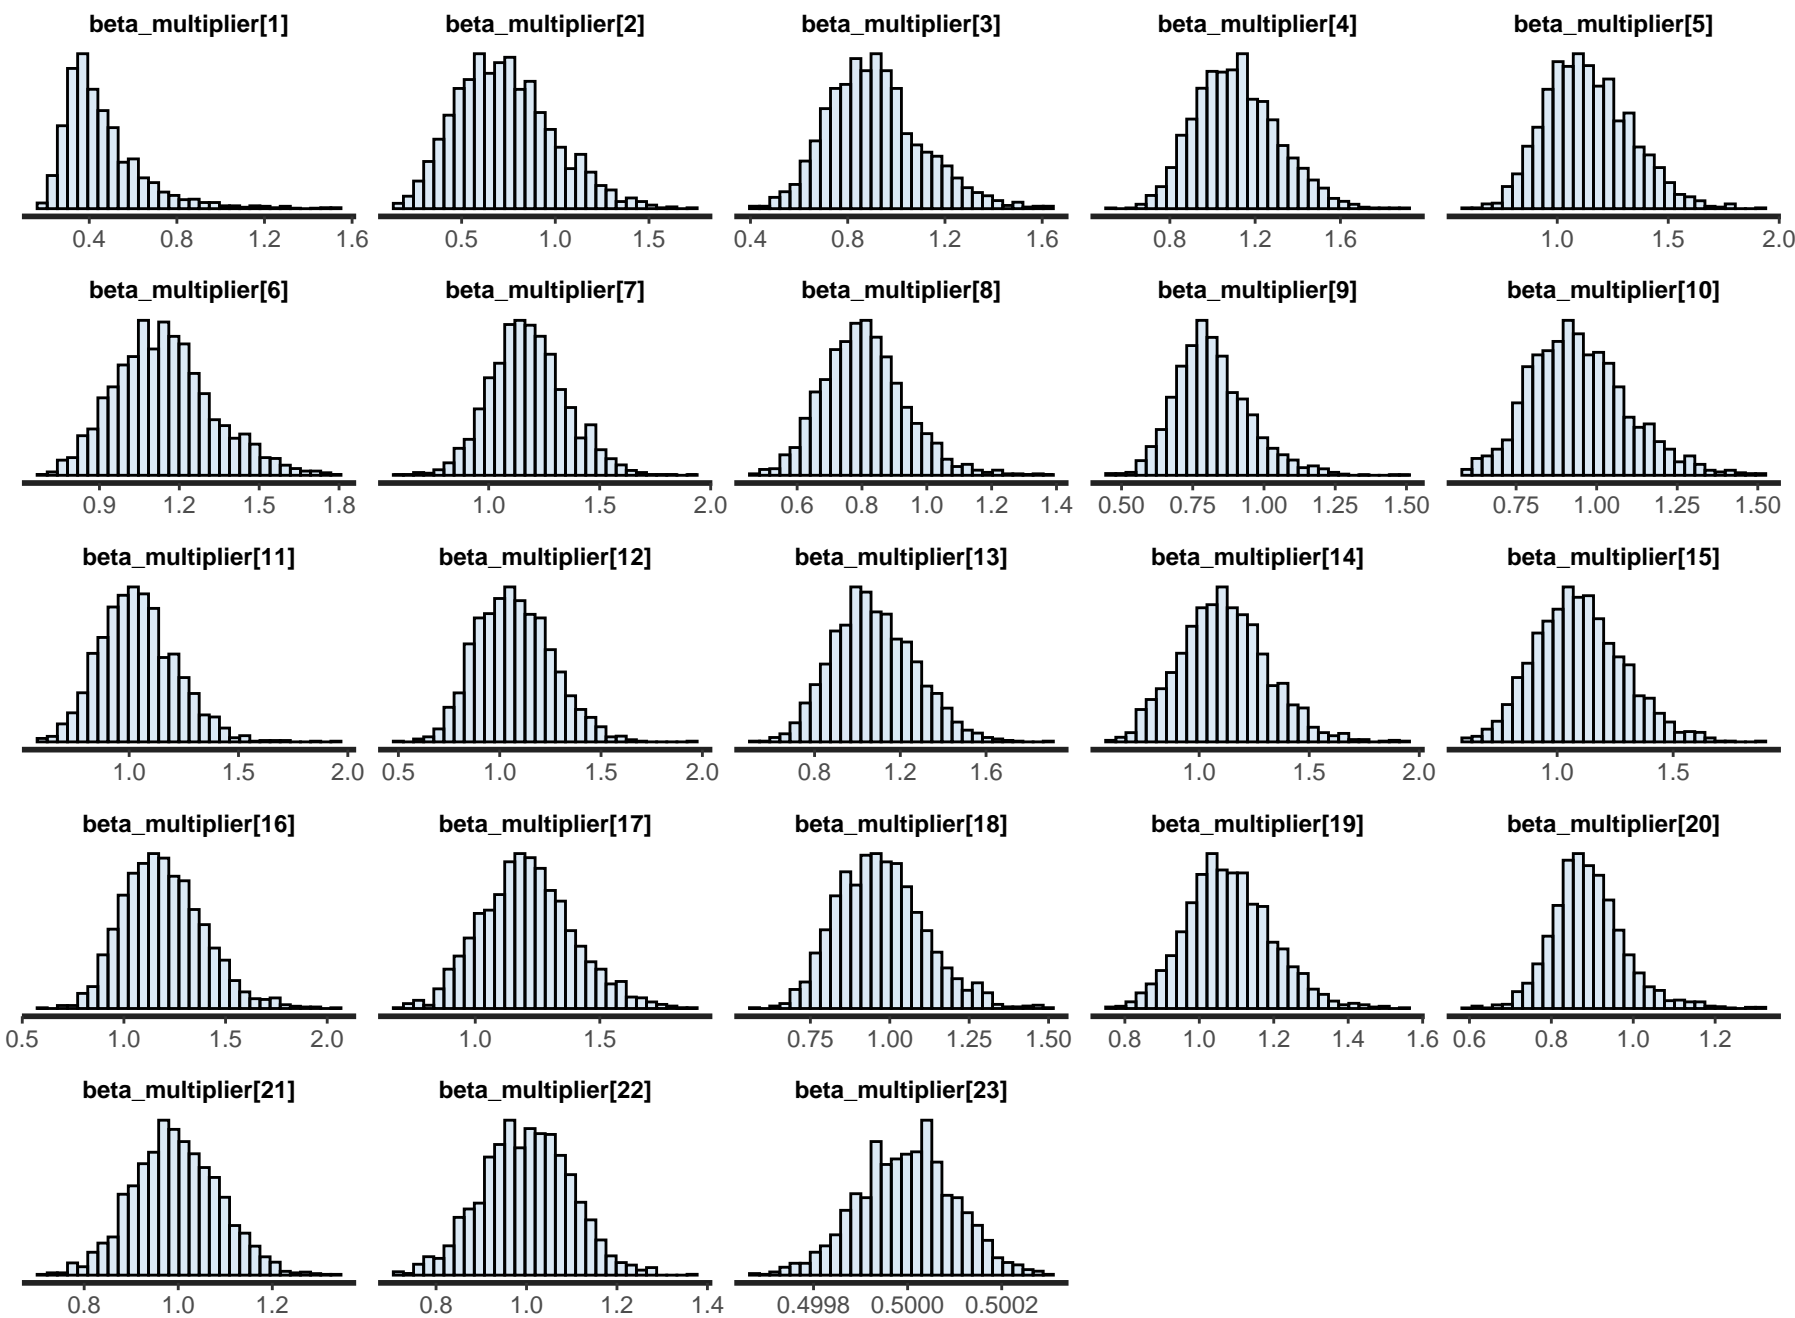 beta_multiplier[1] beta_multiplier[2] beta_multiplier[3] beta_multiplier[4] beta_multiplier[5]
0.4 0.8 1.2 1.6 0.5 1.0 1.5 0.4 0.8 1.2 1.6 0.8 1.2 1.6 1.0 1.5 2.0
beta_multiplier[6] beta_multiplier[7] beta_multiplier[8] beta_multiplier[9] beta_multiplier[10]
0.9 1.2 1.5 1.8 1.0 1.5 2.0 0.6 0.8 1.0 1.2 1.4 0.50 0.75 1.00 1.25 1.50 0.75 1.00 1.25 1.50
beta_multiplier[11] beta_multiplier[12] beta_multiplier[13] beta_multiplier[14] beta_multiplier[15]
1.0 1.5 2.0 0.5 1.0 1.5 2.0 0.8 1.2 1.6 1.0 1.5 2.0 1.0 1.5
beta_multiplier[16] beta_multiplier[17] beta_multiplier[18] beta_multiplier[19] beta_multiplier[20]
0.5 1.0 1.5 2.0 1.0 1.5 0.75 1.00 1.25 1.50 0.8 1.0 1.2 1.4 1.6 0.6 0.8 1.0 1.2
beta_multiplier[21] beta_multiplier[22] beta_multiplier[23]
0.8 1.0 1.2 0.8 1.0 1.2 1.4 0.4998 0.5000 0.5002